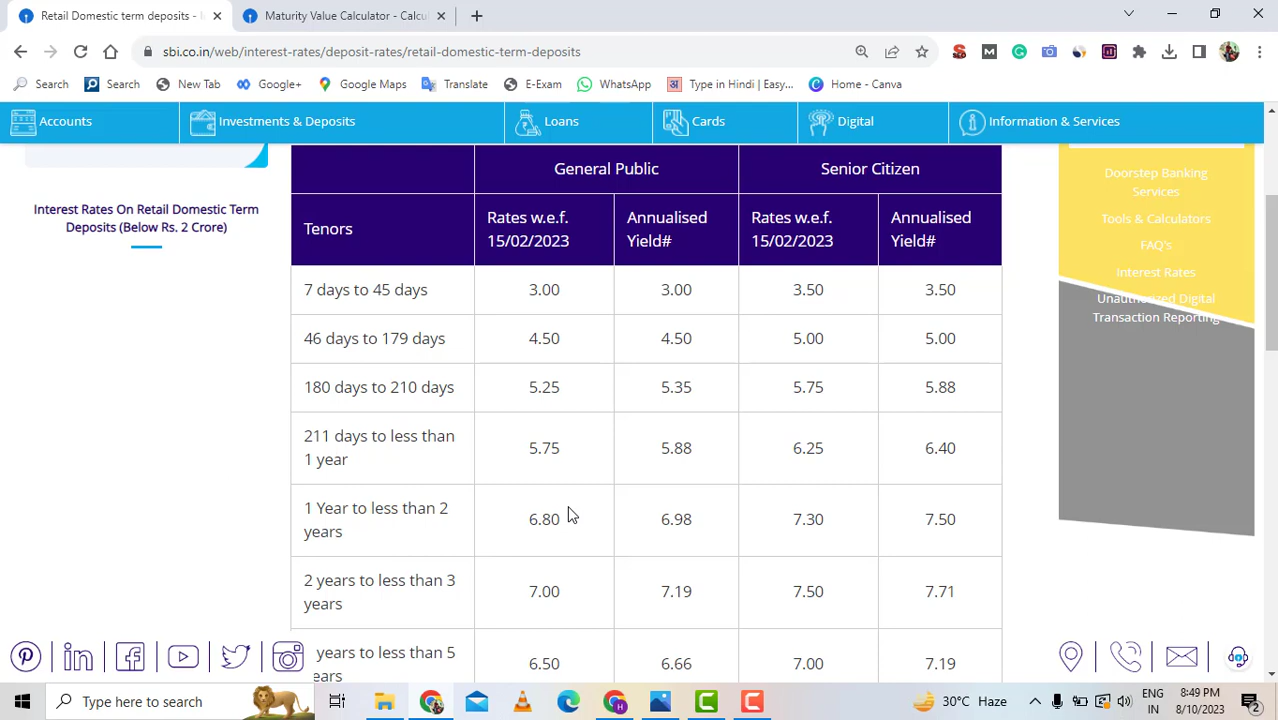 Retail Domestic term deposits -
Maturity Value - Calcu
sbi.co.in/web/interest-rates/deposit-rates/retail-domestic-term-deposits
Search
Search
New Tab
Google+
Google Maps
Translate
E-Exam
WhatsApp
Type in Hindi | Easy...
Home - Canva
Accounts
Investments & Deposits
Loans
Cards
Digital
Information & Services
Interest Rates On Retail Domestic Term
Deposits (Below Rs. 2 Crore)
General Public Senior Citizen
Tenors Rates w.e.f. 15/02/2023 Annualised Yield# Rates w.e.f. 15/02/2023 Annualised Yield#
7 days to 45 days 3.00 3.00 3.50 3.50
46 days to 179 days 4.50 4.50 5.00 5.00
180 days to 210 days 5.25 5.35 5.75 5.88
211 days to less than
1 year 5.75 5.88 6.25 6.40
1 Year to less than 2
years 6.80 6.98 7.30 7.50
2 years to less than 3
years 7.00 7.19 7.50 7.71
years to less than 5
6.50 6.66 7.00 7.19
Doorstep Banking
Services
Tools & Calculators
FAQ's
Interest Rates
Unauthorized Digital
Transaction Reporting
Type here to search
30°C Haze
ENG
IN
8:49 PM
8/10/2023
2